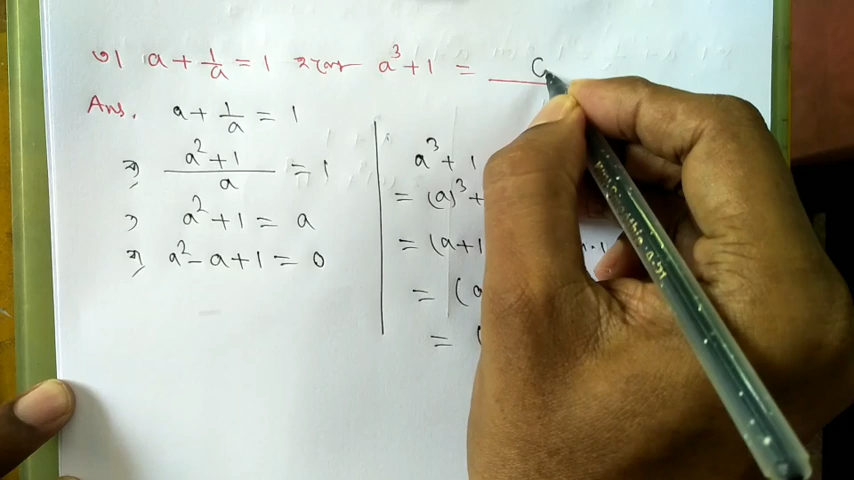 ৩। a + 1/a = 1 হলে a³ + 1 = ___
Ans. a + 1/a = 1
বা, (a² + 1)/a = 1
বা, a² + 1 = a
বা, a² - a + 1 = 0
a³ + 1
= (a)³ +
= (a+1
= (a
=